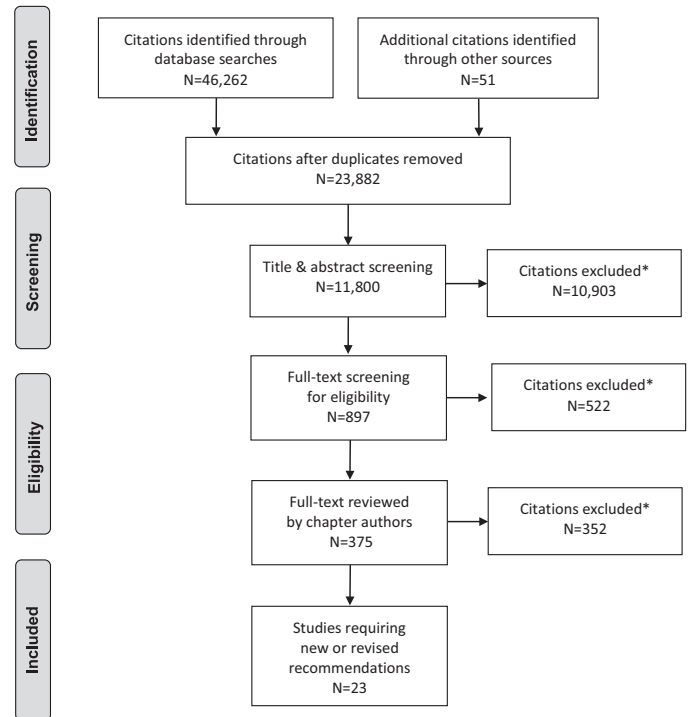 Identification
Citations identified through
database searches
N=46,262
Additional citations identified
through other sources
N=51
Citations after duplicates removed
N=23,882
Screening
Title & abstract screening
N=11,800
Citations excluded*
N=10,903
Eligibility
Full-text screening
for eligibility
N=897
Citations excluded*
N=522
Full-text reviewed
by chapter authors
N=375
Citations excluded*
N=352
Included
Studies requiring
new or revised
recommendations
N=23